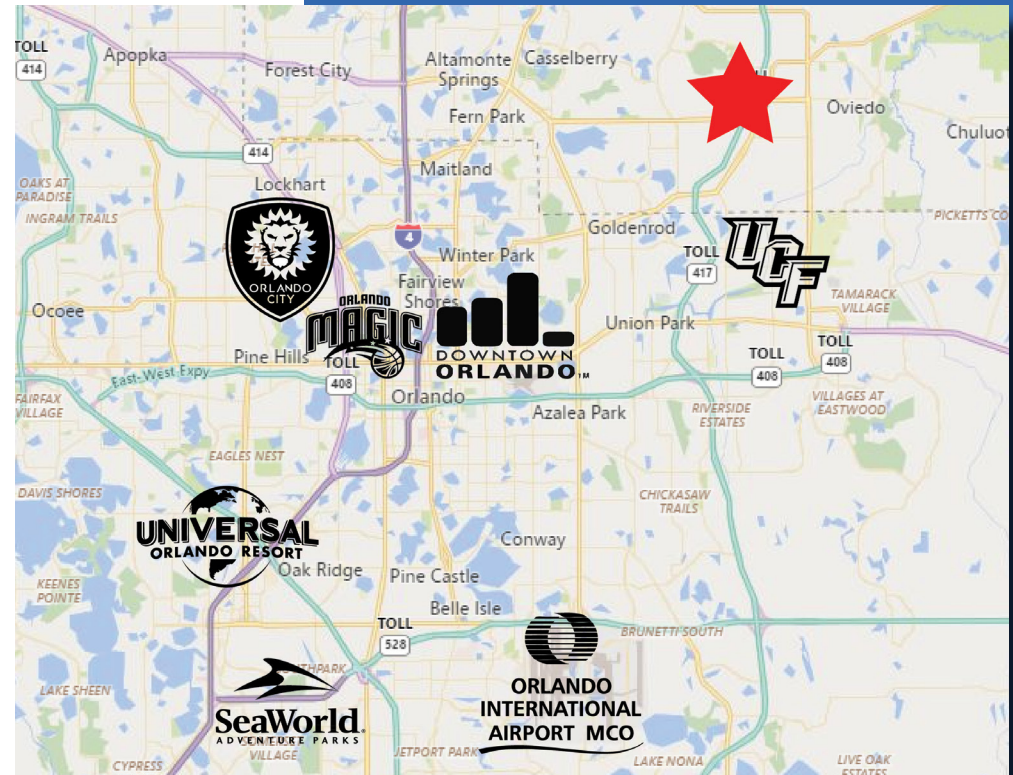 TOLL
414
Apopka
Forest City
Altamonte
Springs
Casselberry
Fern Park
Oviedo
414
Maitland
OAKS AT
PARADISE
INGRAM TRAILS
Lockhart
PICKETTS CO
Goldenrod
4
ORLANDO
CITY
Winter Park
TOLL
417
UCF
Fairview
Shores
ORLANDO
MAGIC
Ocoee
TAMARACK
VILLAGE
Union Park
DOWNTOWN
ORLANDO™
Pine Hills
TOLL
408
TOLL
408
TOLL
408
East-West Expy
Orlando
FAIRFAX
VILLAGE
Azalea Park
RIVERSIDE
ESTATES
VILLAGES AT
EASTWOOD
EAGLES NEST
DAVIS SHORES
CHICKASAW
TRAILS
UNIVERSAL
ORLANDO RESORT
Conway
Oak Ridge
Pine Castle
KEENES
POINTE
Belle Isle
TOLL
528
BRUNETTI SOUTH
LAKE SHEEN
ORLANDO
INTERNATIONAL
AIRPORT MCO
SeaWorld®
ADVENTURE PARKS
VILLAGE
JETPORT PARK
CYPRESS
LAKE NONA
LIVE OAK
ESTATES